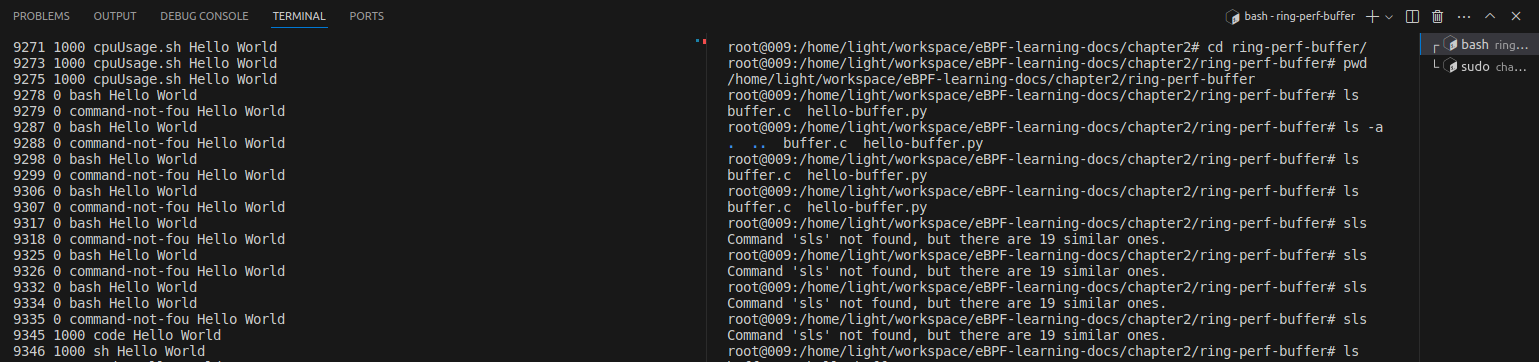 PROBLEMS OUTPUT DEBUG CONSOLE TERMINAL PORTS
bash - ring-perf-buffer
9271 1000 cpuUsage.sh Hello World
9273 1000 cpuUsage.sh Hello World
9275 1000 cpuUsage.sh Hello World
9278 0 bash Hello World
9279 0 command-not-fou Hello World
9287 0 bash Hello World
9288 0 command-not-fou Hello World
9298 0 bash Hello World
9299 0 command-not-fou Hello World
9306 0 bash Hello World
9307 0 command-not-fou Hello World
9317 0 bash Hello World
9318 0 command-not-fou Hello World
9325 0 bash Hello World
9326 0 command-not-fou Hello World
9332 0 bash Hello World
9334 0 bash Hello World
9335 0 command-not-fou Hello World
9345 1000 code Hello World
9346 1000 sh Hello World
root@009:/home/light/workspace/eBPF-learning-docs/chapter2# cd ring-perf-buffer/
root@009:/home/light/workspace/eBPF-learning-docs/chapter2/ring-perf-buffer# pwd
/home/light/workspace/eBPF-learning-docs/chapter2/ring-perf-buffer
root@009:/home/light/workspace/eBPF-learning-docs/chapter2/ring-perf-buffer# ls
buffer.c  hello-buffer.py
root@009:/home/light/workspace/eBPF-learning-docs/chapter2/ring-perf-buffer# ls -a
.  ..  buffer.c  hello-buffer.py
root@009:/home/light/workspace/eBPF-learning-docs/chapter2/ring-perf-buffer# ls
buffer.c  hello-buffer.py
root@009:/home/light/workspace/eBPF-learning-docs/chapter2/ring-perf-buffer# ls
buffer.c  hello-buffer.py
root@009:/home/light/workspace/eBPF-learning-docs/chapter2/ring-perf-buffer# sls
Command 'sls' not found, but there are 19 similar ones.
root@009:/home/light/workspace/eBPF-learning-docs/chapter2/ring-perf-buffer# sls
Command 'sls' not found, but there are 19 similar ones.
root@009:/home/light/workspace/eBPF-learning-docs/chapter2/ring-perf-buffer# sls
Command 'sls' not found, but there are 19 similar ones.
root@009:/home/light/workspace/eBPF-learning-docs/chapter2/ring-perf-buffer# sls
Command 'sls' not found, but there are 19 similar ones.
root@009:/home/light/workspace/eBPF-learning-docs/chapter2/ring-perf-buffer# ls
bash ring...
sudo cha...